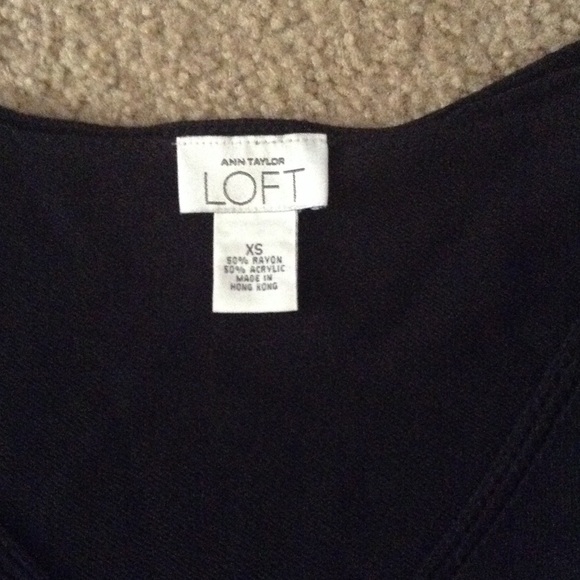 ANN TAYLOR
LOFT
XS
50% RAYON
50% ACRYLIC
MADE IN
HONG KONG